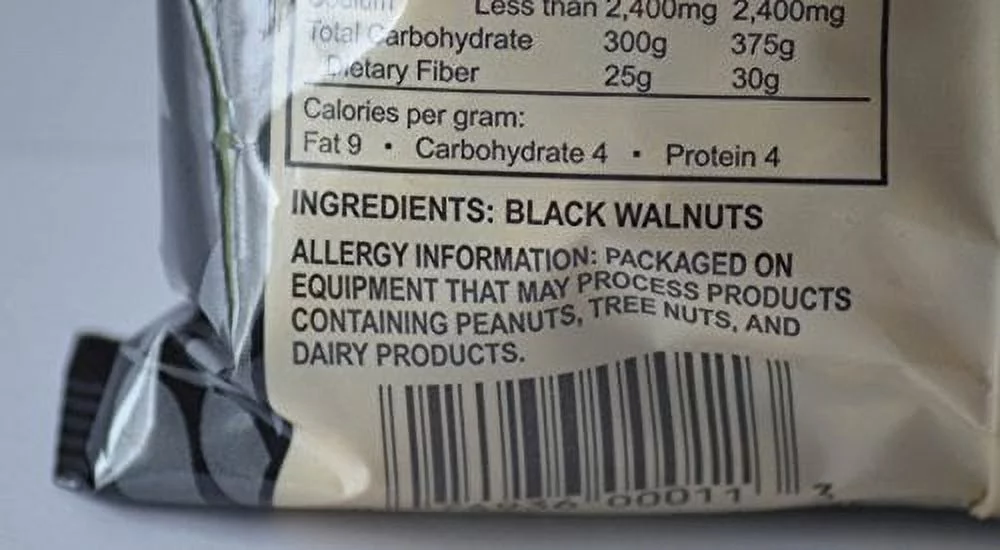 Sodium Less than 2,400mg 2,400mg
Total Carbohydrate 300g 375g
Dietary Fiber 25g 30g
Calories per gram:
Fat 9 • Carbohydrate 4 • Protein 4
INGREDIENTS: BLACK WALNUTS
ALLERGY INFORMATION: PACKAGED ON
EQUIPMENT THAT MAY PROCESS PRODUCTS
CONTAINING PEANUTS, TREE NUTS, AND
DAIRY PRODUCTS.
00011